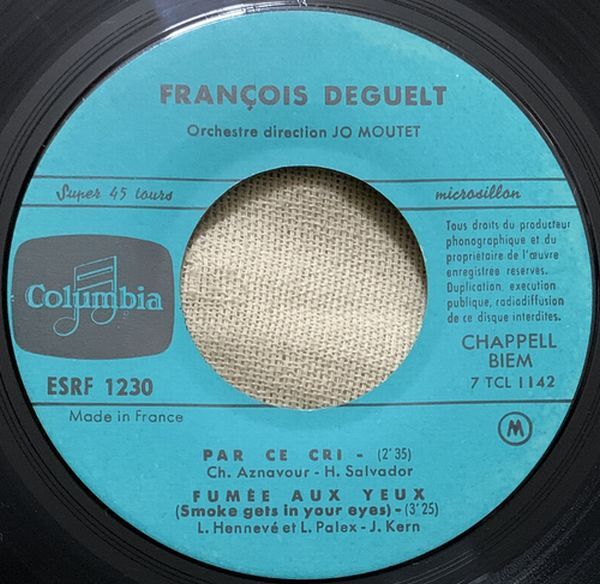 FRANÇOIS DEGUELT
Orchestre direction JO MOUTET
Super 45 tours
microsillon
Columbia
Tous droits du producteur
phonographique et du
propriétaire de l'œuvre
enregistrée réservés.
Duplication, exécution
publique, radiodiffusion
de ce disque interdites.
CHAPPELL
BIEM
7 TCL 1142
ESRF 1230
Made in France
M
PAR CE CRI - (2'35)
Ch. Aznavour - H. Salvador
FUMÉE AUX YEUX
(Smoke gets in your eyes) - (3'25)
L. Hennevé et L. Palex - J. Kern